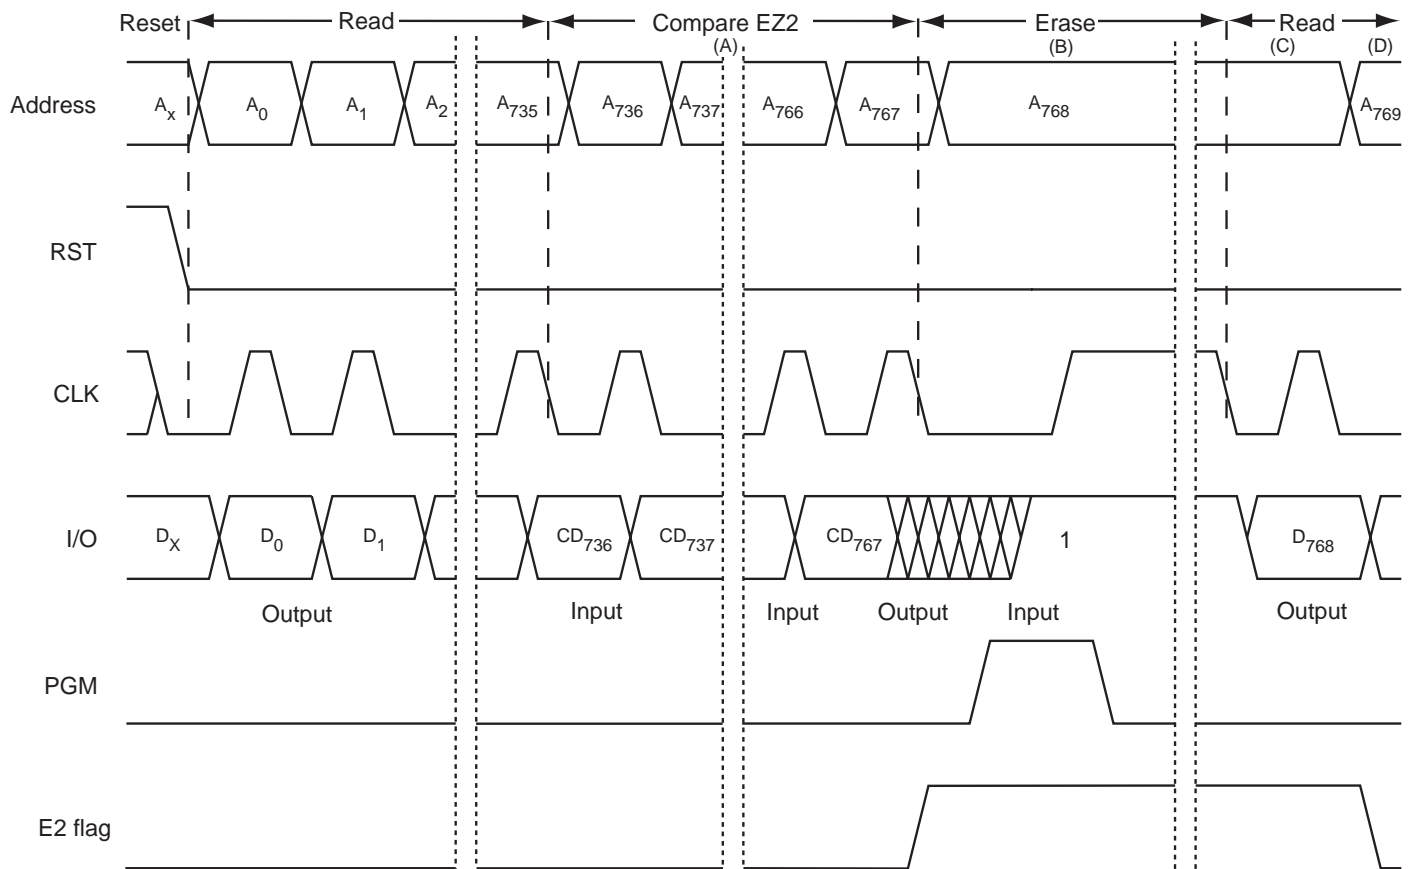 Reset Read Compare EZ2 Erase Read
(A) (B) (C) (D)
Address Ax A0 A1 A2 A735 A736 A737 A766 A767 A768 A769
RST
CLK
I/O DX D0 D1 CD736 CD737 CD767 1 D768
Output Input Input Output Input Output
PGM
E2 flag